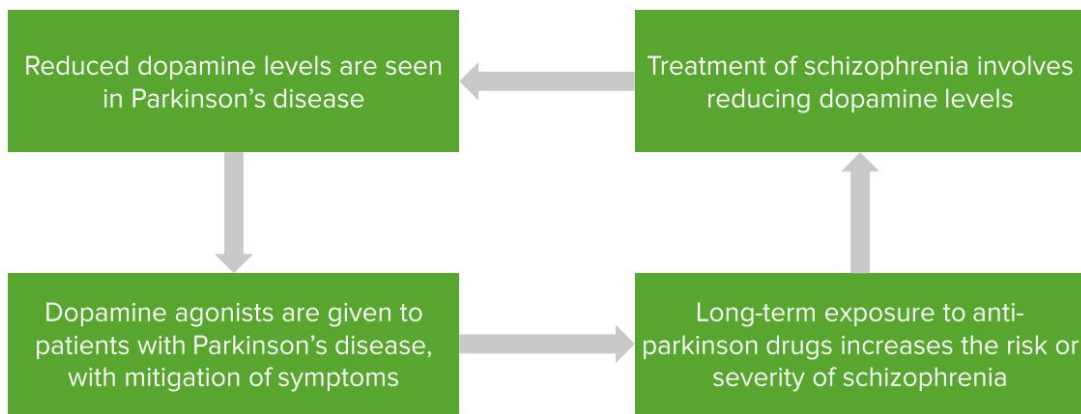 Reduced dopamine levels are seen
in Parkinson’s disease
Treatment of schizophrenia involves
reducing dopamine levels
Dopamine agonists are given to
patients with Parkinson’s disease,
with mitigation of symptoms
Long-term exposure to anti-
parkinson drugs increases the risk or
severity of schizophrenia